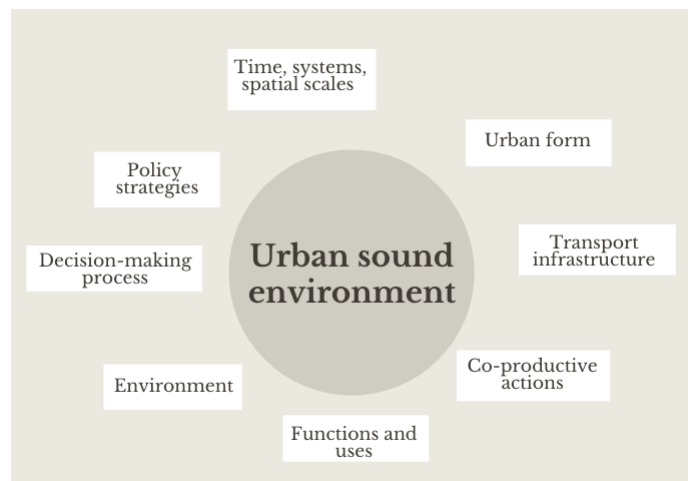 Time, systems,
spatial scales
Urban form
Policy
strategies
Urban sound
environment
Transport
infrastructure
Decision-making
process
Co-productive
actions
Environment
Functions and
uses